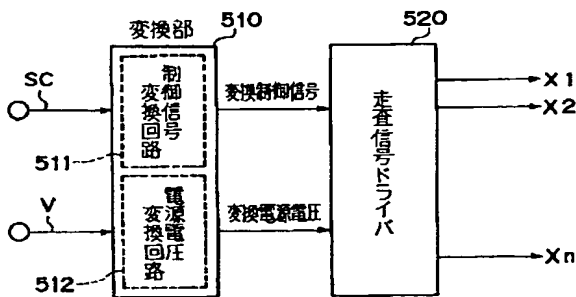 変換部
510
520
SC
制御信号
変換回路
511
変換制御信号
走査信号ドライバ
X1
X2
V
電源電圧
変換回路
512
変換電源電圧
Xn